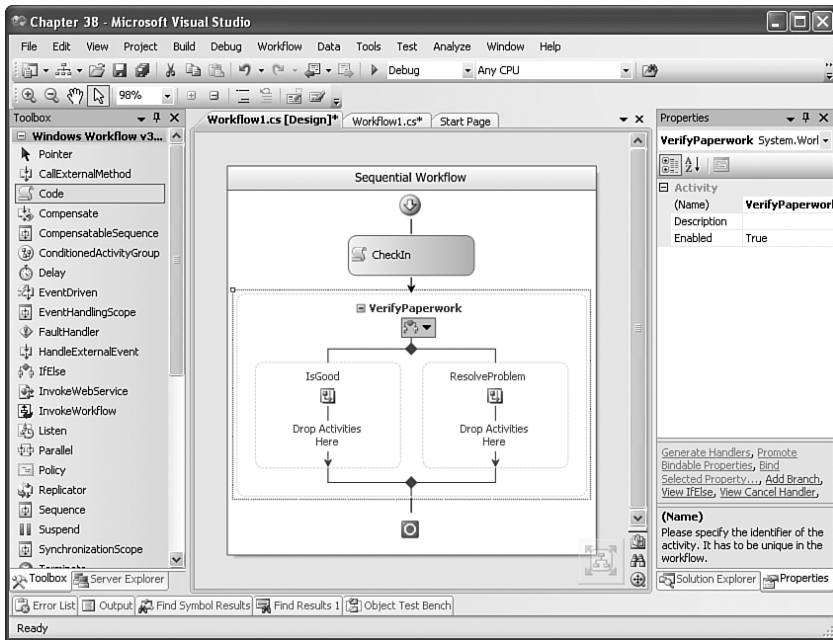 Chapter 38 - Microsoft Visual Studio
File Edit View Project Build Debug Workflow Data Tools Test Analyze Window Help
Debug Any CPU
98%
Toolbox
Windows Workflow v3...
Pointer
CallExternalMethod
Code
Compensate
CompensatableSequence
ConditionedActivityGroup
Delay
EventDriven
EventHandlingScope
FaultHandler
HandleExternalEvent
IfElse
InvokeWebService
InvokeWorkflow
Listen
Parallel
Policy
Replicator
Sequence
Suspend
SynchronizationScope
Terminate
Toolbox Server Explorer
Workflow1.cs [Design]* Workflow1.cs* Start Page
Sequential Workflow
CheckIn
VerifyPaperwork
IsGood
Drop Activities
Here
ResolveProblem
Drop Activities
Here
Properties
VerifyPaperwork System.Worl
Activity
(Name) VerifyPaperwork
Description
Enabled True
Generate Handlers, Promote
Bindable Properties, Bind
Selected Property..., Add Branch,
View IfElse, View Cancel Handler,
(Name)
Please specify the identifier of the
activity. It has to be unique in the
workflow.
Solution Explorer Properties
Error List Output Find Symbol Results Find Results 1 Object Test Bench
Ready